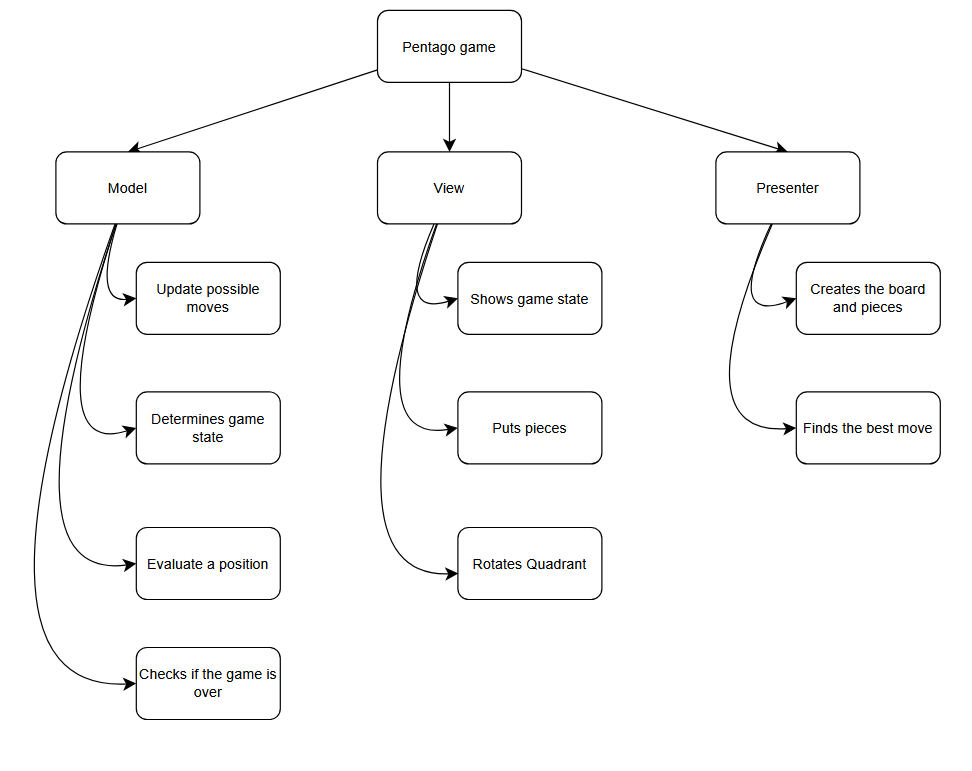 Pentago game
Model
View
Presenter
Update possible
moves
Shows game state
Creates the board
and pieces
Determines game
state
Puts pieces
Finds the best move
Evaluate a position
Rotates Quadrant
Checks if the game is
over